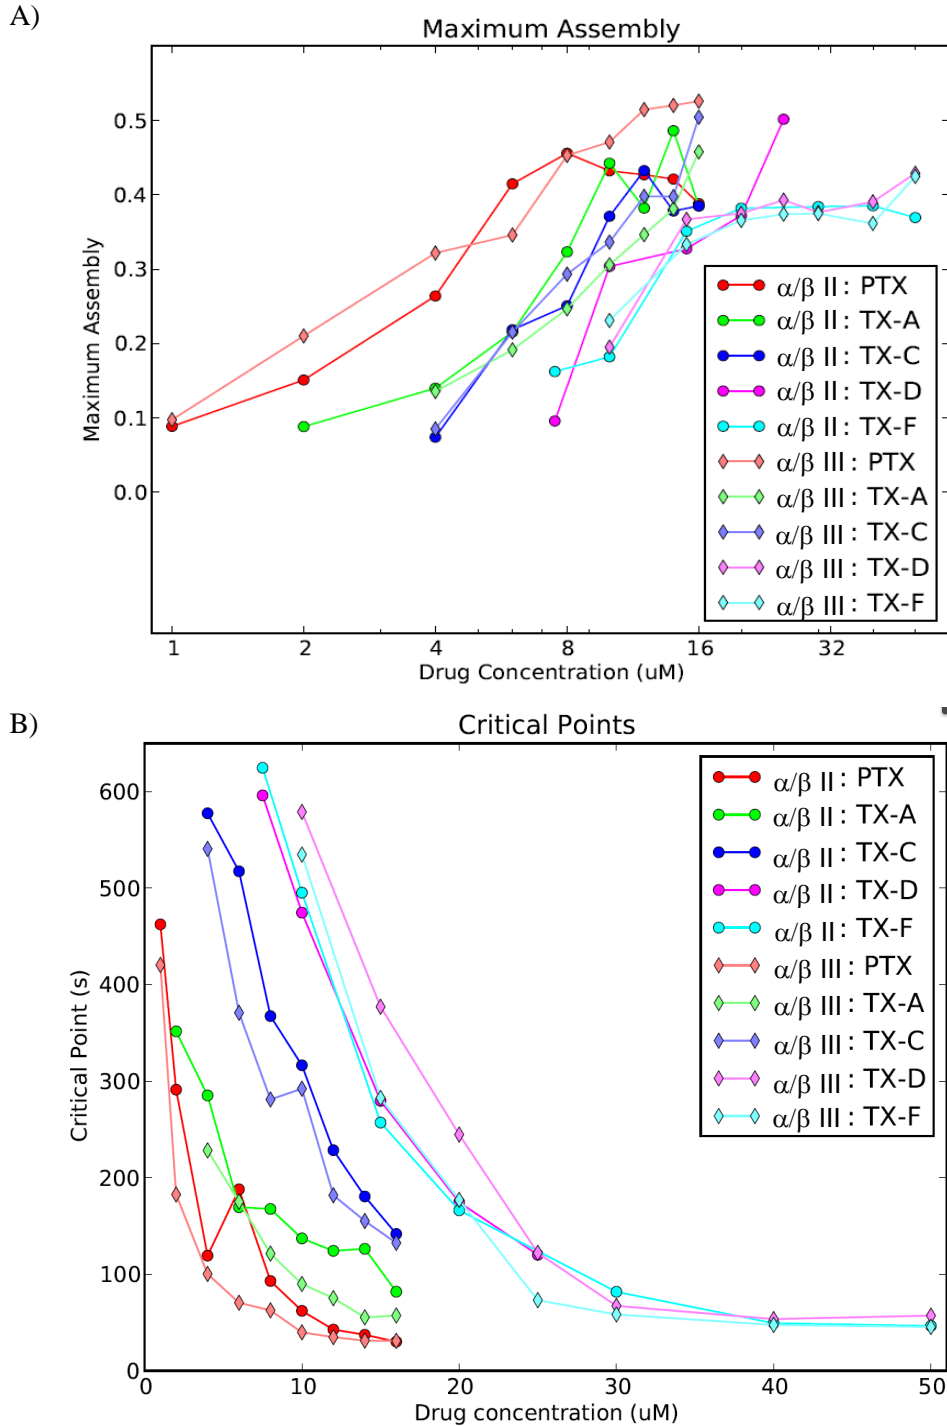 A)
Maximum Assembly
0.5
0.4
0.3
0.2
0.1
0.0
Maximum Assembly
α/β II: PTX
α/β II: TX-A
α/β II: TX-C
α/β II: TX-D
α/β II: TX-F
α/β III: PTX
α/β III: TX-A
α/β III: TX-C
α/β III: TX-D
α/β III: TX-F
1 2 4 8 16 32
Drug Concentration (uM)
B)
Critical Points
600
500
400
300
200
100
0
Critical Point (s)
α/β II: PTX
α/β II: TX-A
α/β II: TX-C
α/β II: TX-D
α/β II: TX-F
α/β III: PTX
α/β III: TX-A
α/β III: TX-C
α/β III: TX-D
α/β III: TX-F
0 10 20 30 40 50
Drug concentration (uM)